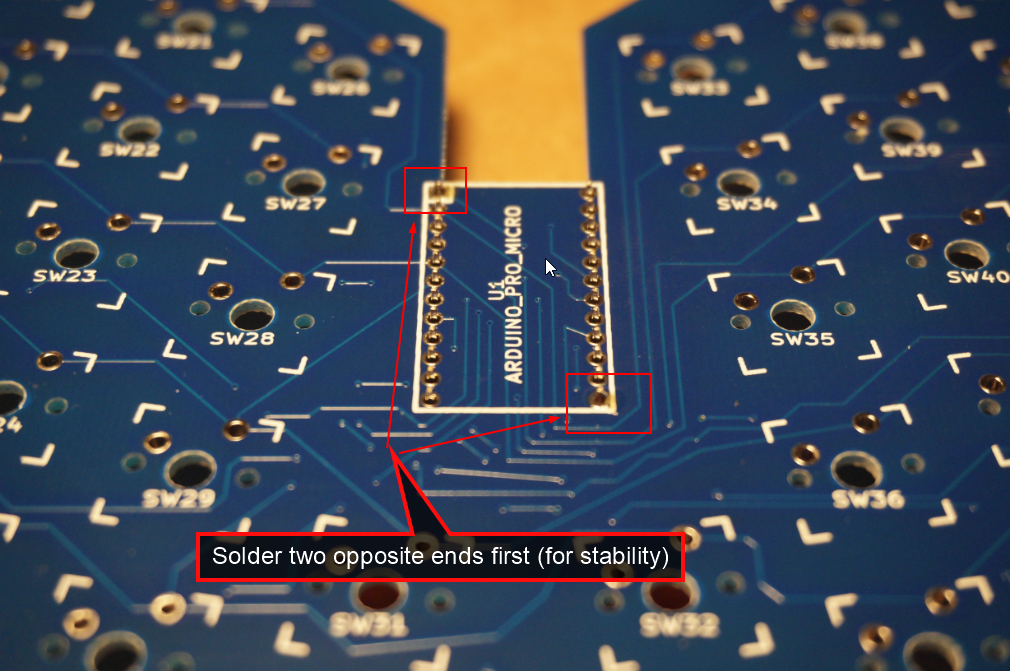 SW21
SW26
SW33
SW38
SW22
SW39
SW27
SW34
SW23
SW40
SW28
U1
ARDUINO_PRO_MICRO
SW35
24
SW29
SW36
Solder two opposite ends first (for stability)
SW31
SW32